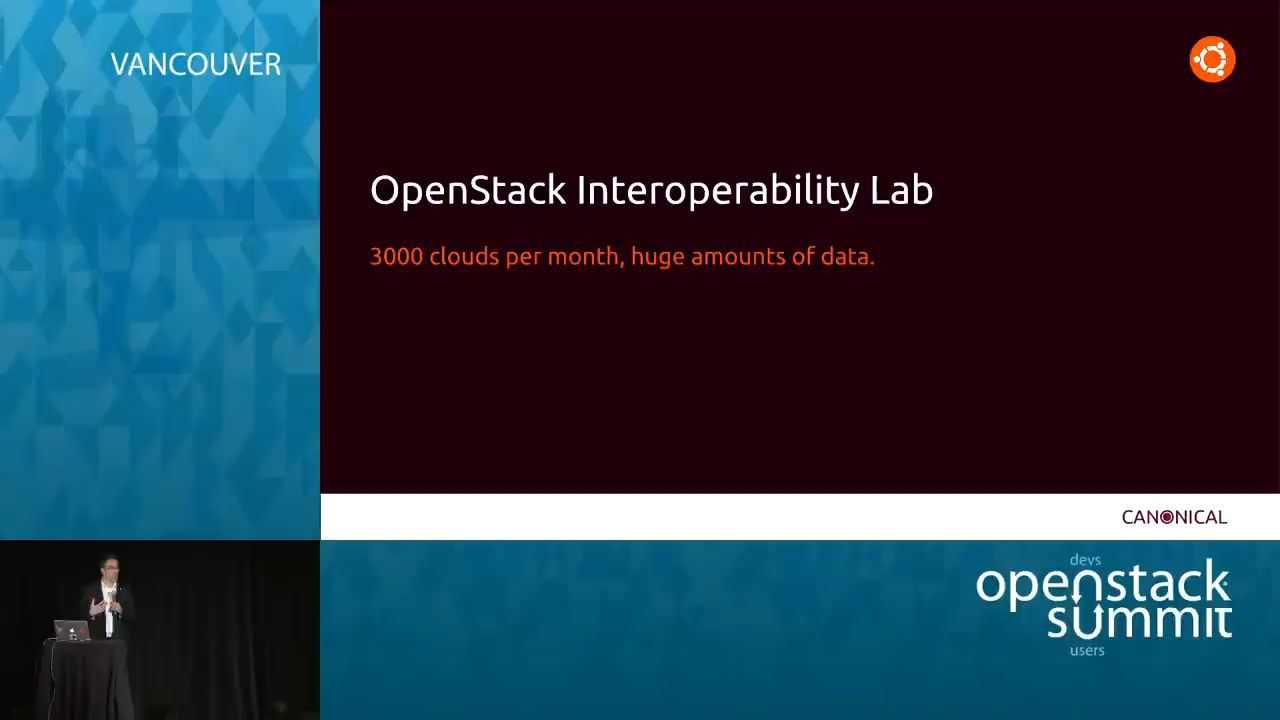 VANCOUVER
OpenStack Interoperability Lab
3000 clouds per month, huge amounts of data.
CANONICAL
devs
openstack
summit
users